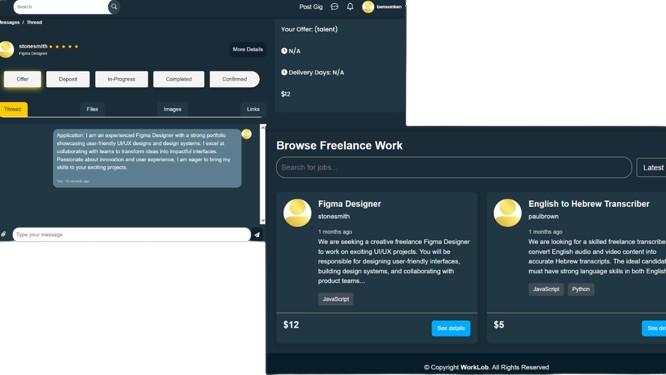 Search
Post Gig
bensonken
Messages / Thread
stonesmith
Figma Designer
More Details
Offer
Deposit
In-Progress
Completed
Confirmed
Thread
Files
Images
Links
Application: I am an experienced Figma Designer with a strong portfolio
showcasing user-friendly UI/UX designs and design systems. I excel at
collaborating with teams to transform ideas into impactful interfaces.
Passionate about innovation and user experience, I am eager to bring my
skills to your exciting projects.
Type your message
Your Offer: (talent)
N/A
Delivery Days: N/A
$12
Browse Freelance Work
Search for jobs...
Latest
Figma Designer
stonesmith
1 months ago
We are seeking a creative freelance Figma Designer
to work on exciting UI/UX projects. You will be
responsible for designing user-friendly interfaces,
building design systems, and collaborating with
product teams...
JavaScript
$12
See details
English to Hebrew Transcriber
paulbrown
1 months ago
We are looking for a skilled freelance transcribe
convert English audio and video content into
accurate Hebrew transcripts. The ideal candidat
must have strong language skills in both Englis
JavaScript
Python
$5
See de
© Copyright WorkLob. All Rights Reserved